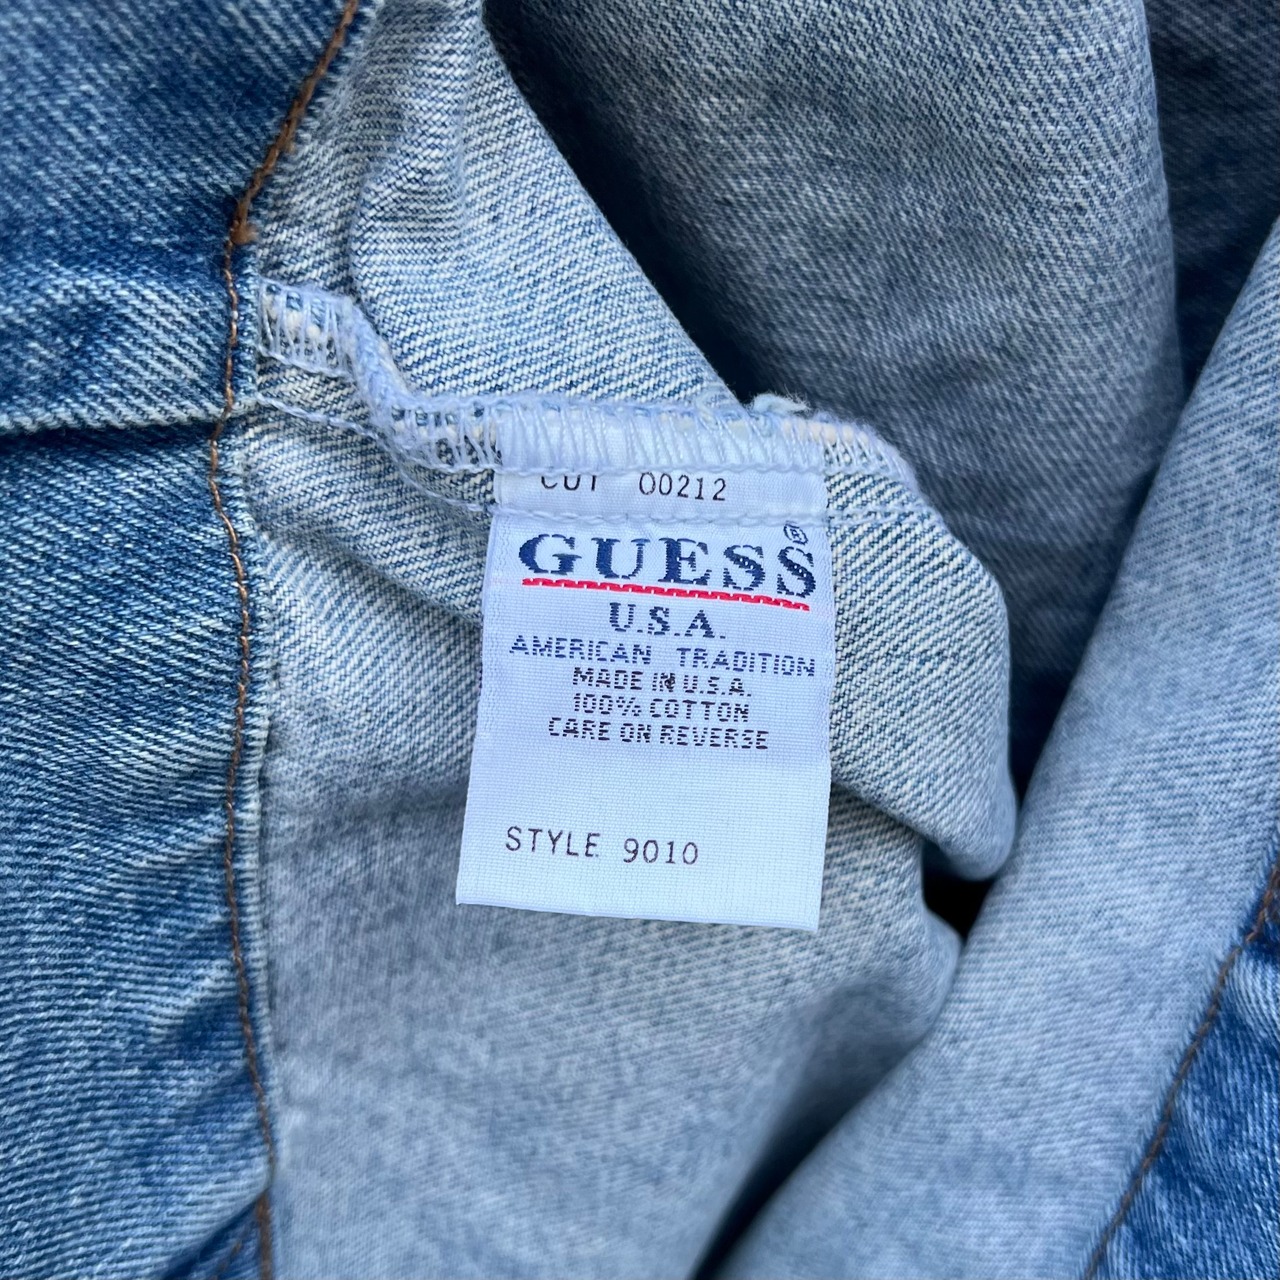 CUT 00212
GUESS®
U.S.A.
AMERICAN TRADITION
MADE IN U.S.A.
100% COTTON
CARE ON REVERSE
STYLE 9010